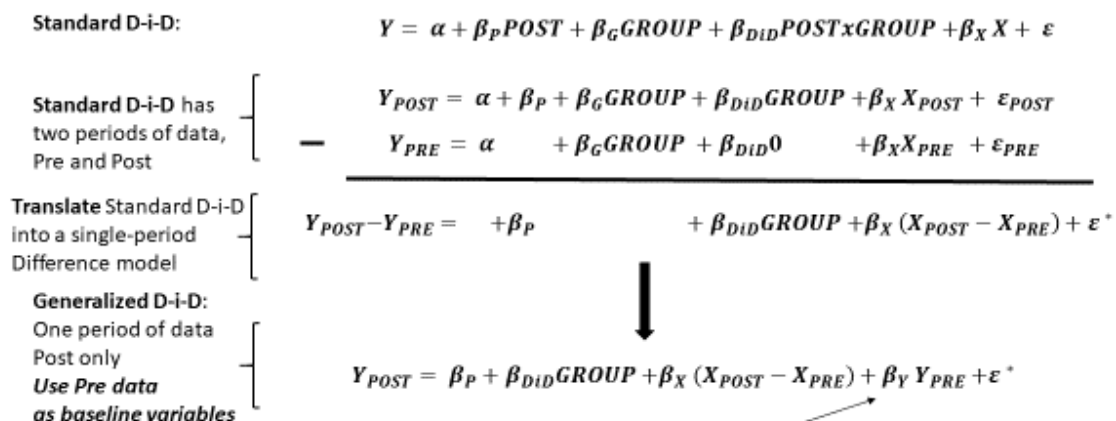 Standard D-i-D: Y = α + β_P POST + β_G GROUP + β_DiD POSTxGROUP + β_X X + ε
Standard D-i-D has
two periods of data,
Pre and Post
Y_POST = α + β_P + β_G GROUP + β_DiD GROUP + β_X X_POST + ε_POST
— Y_PRE = α + β_G GROUP + β_DiD 0 + β_X X_PRE + ε_PRE
Translate Standard D-i-D
into a single-period
Difference model
Y_POST − Y_PRE = + β_P + β_DiD GROUP + β_X (X_POST − X_PRE) + ε*
Generalized D-i-D:
One period of data
Post only
Use Pre data
as baseline variables
Y_POST = β_P + β_DiD GROUP + β_X (X_POST − X_PRE) + β_Y Y_PRE + ε*